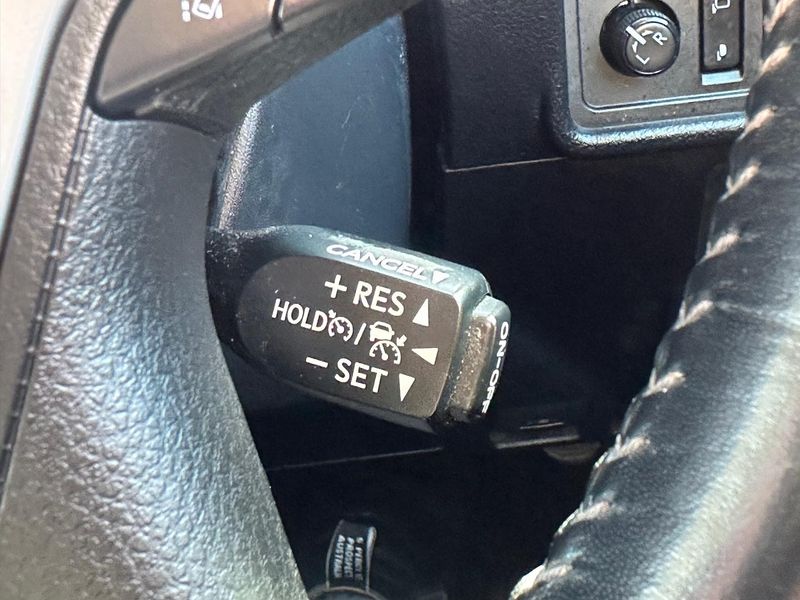 L R
CANCEL
+ RES
HOLD /
- SET
ON-OFF